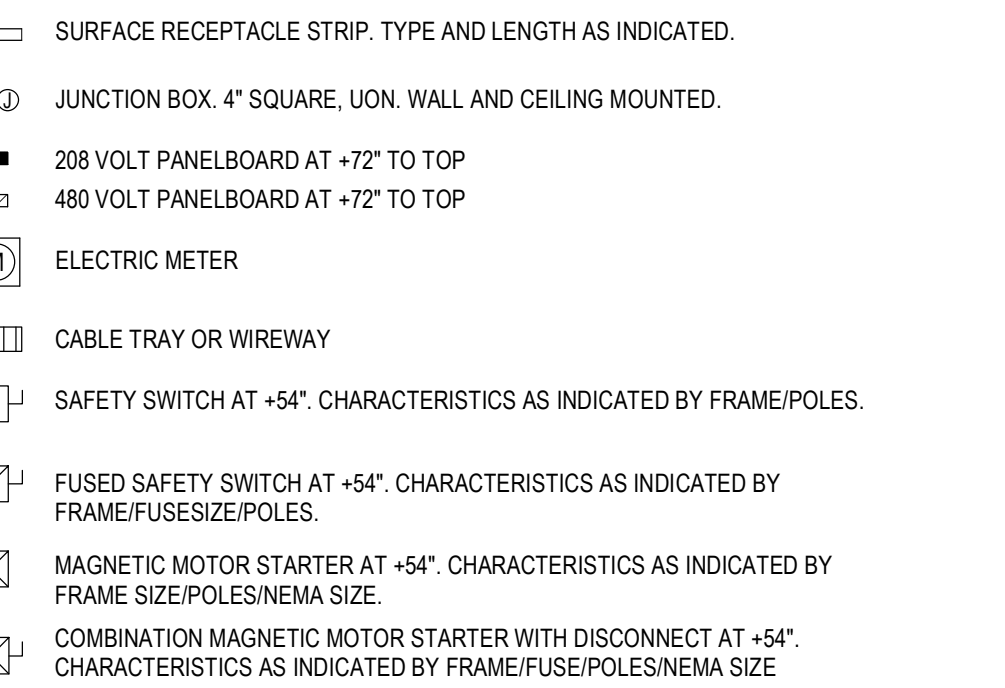 SURFACE RECEPTACLE STRIP. TYPE AND LENGTH AS INDICATED.
J JUNCTION BOX. 4" SQUARE, UON. WALL AND CEILING MOUNTED.
208 VOLT PANELBOARD AT +72" TO TOP
480 VOLT PANELBOARD AT +72" TO TOP
ELECTRIC METER
CABLE TRAY OR WIREWAY
SAFETY SWITCH AT +54". CHARACTERISTICS AS INDICATED BY FRAME/POLES.
FUSED SAFETY SWITCH AT +54". CHARACTERISTICS AS INDICATED BY
FRAME/FUSESIZE/POLES.
MAGNETIC MOTOR STARTER AT +54". CHARACTERISTICS AS INDICATED BY
FRAME SIZE/POLES/NEMA SIZE.
COMBINATION MAGNETIC MOTOR STARTER WITH DISCONNECT AT +54".
CHARACTERISTICS AS INDICATED BY FRAME/FUSE/POLES/NEMA SIZE